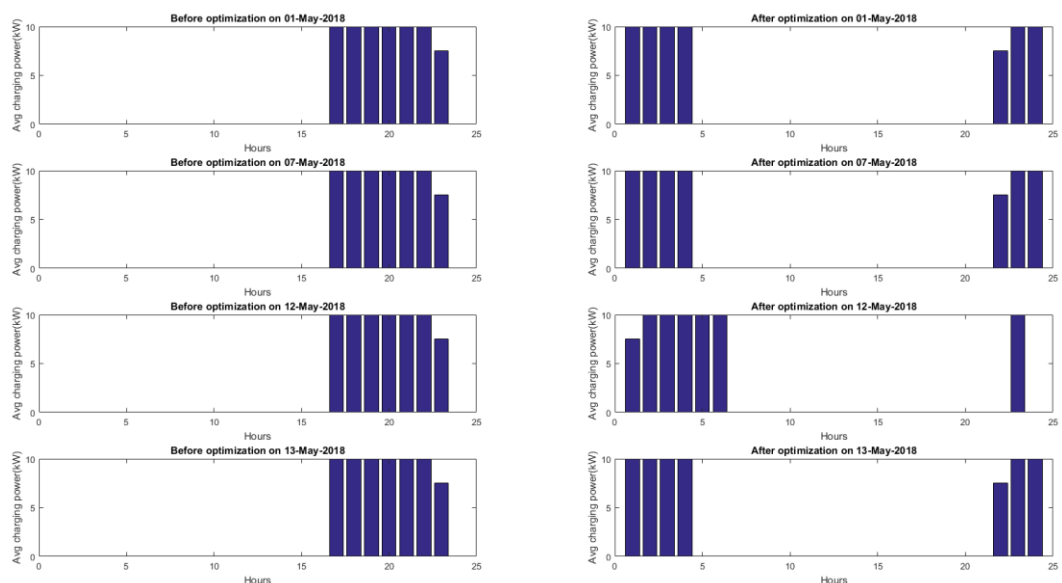 Before optimization on 01-May-2018
10
5
0
Avg charging power(kW)
0 5 10 15 20 25
Hours
After optimization on 01-May-2018
10
5
0
Avg charging power(kW)
0 5 10 15 20 25
Hours
Before optimization on 07-May-2018
10
5
0
Avg charging power(kW)
0 5 10 15 20 25
Hours
After optimization on 07-May-2018
10
5
0
Avg charging power(kW)
0 5 10 15 20 25
Hours
Before optimization on 12-May-2018
10
5
0
Avg charging power(kW)
0 5 10 15 20 25
Hours
After optimization on 12-May-2018
10
5
0
Avg charging power(kW)
0 5 10 15 20 25
Hours
Before optimization on 13-May-2018
10
5
0
Avg charging power(kW)
0 5 10 15 20 25
Hours
After optimization on 13-May-2018
10
5
0
Avg charging power(kW)
0 5 10 15 20 25
Hours